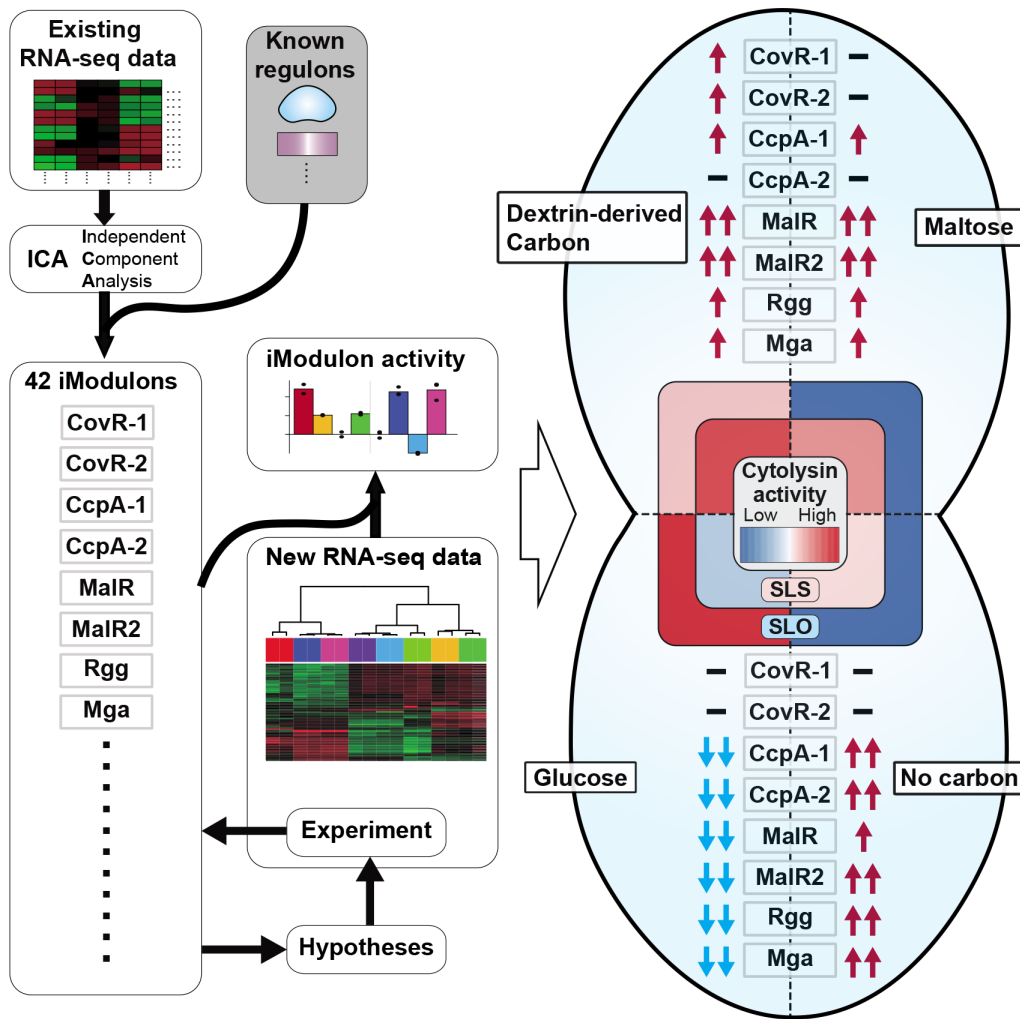 Existing
RNA-seq data
Known
regulons
ICA
Independent
Component
Analysis
42 iModulons
CovR-1
CovR-2
CcpA-1
CcpA-2
MalR
MalR2
Rgg
Mga
iModulon activity
New RNA-seq data
Experiment
Hypotheses
CovR-1
CovR-2
CcpA-1
CcpA-2
MalR
MalR2
Rgg
Mga
Dextrin-derived
Carbon
Maltose
Cytolysin
activity
Low High
SLS
SLO
CovR-1
CovR-2
CcpA-1
CcpA-2
MalR
MalR2
Rgg
Mga
Glucose
No carbon